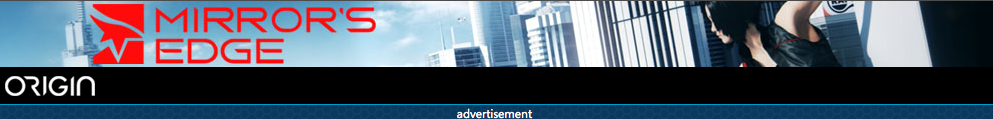 MIRROR'S
EDGE
ORIGIN
advertisement